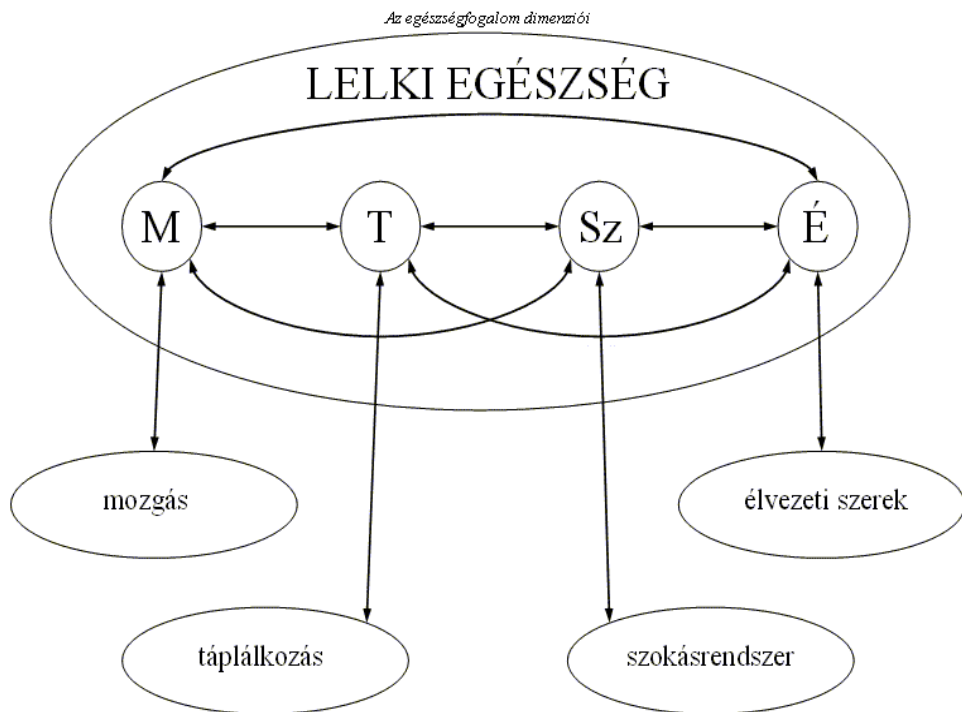 Az egészségfogalom dimenziói
LELKI EGÉSZSÉG
M T Sz É
mozgás
élvezeti szerek
táplálkozás
szokásrendszer